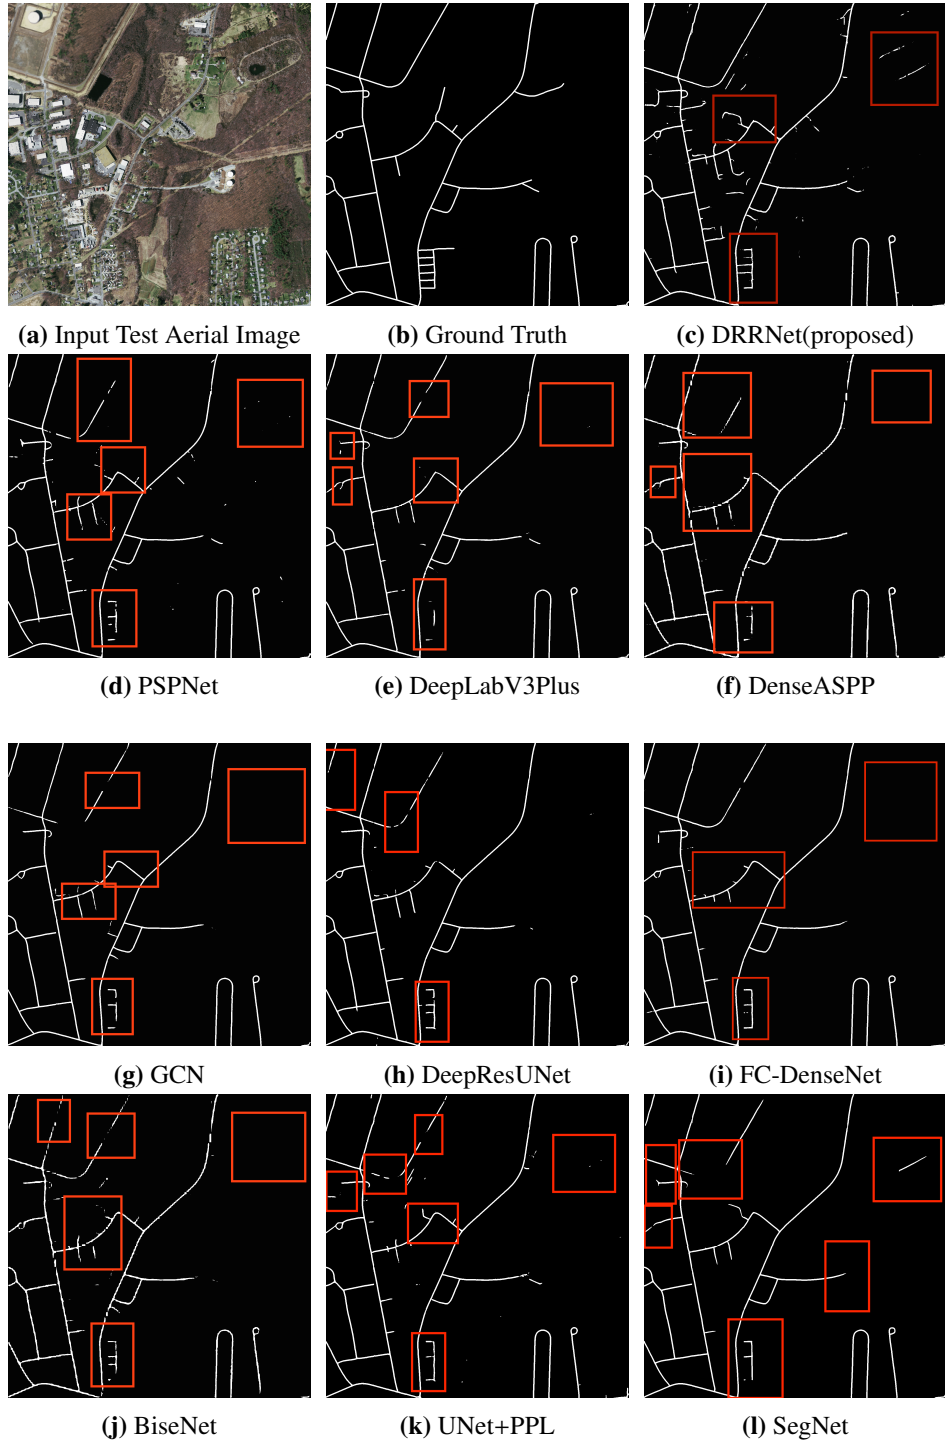 (a) Input Test Aerial Image
(b) Ground Truth
(c) DRRNet(proposed)
(d) PSPNet
(e) DeepLabV3Plus
(f) DenseASPP
(g) GCN
(h) DeepResUNet
(i) FC-DenseNet
(j) BiseNet
(k) UNet+PPL
(l) SegNet